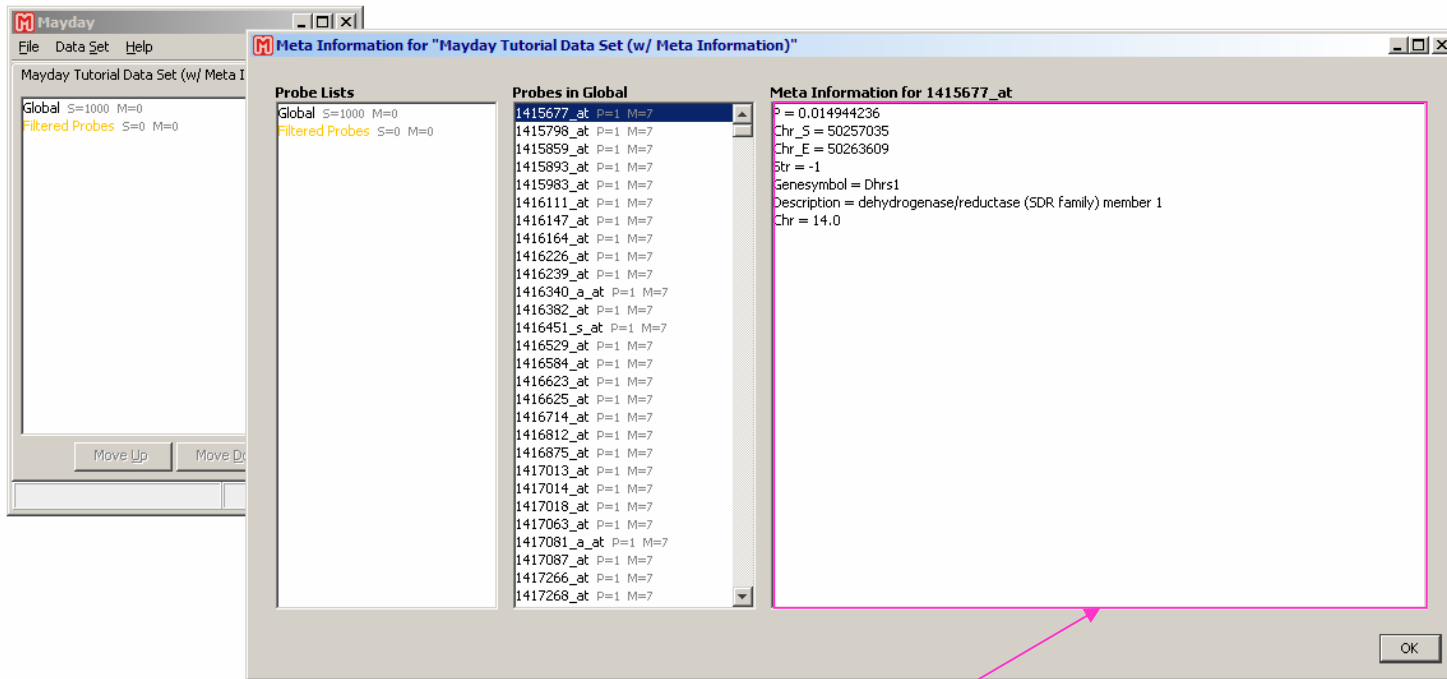 Mayday
File Data Set Help
Mayday Tutorial Data Set (w/ Meta I
Global S=1000 M=0
Filtered Probes S=0 M=0
Move Up Move Do
Meta Information for "Mayday Tutorial Data Set (w/ Meta Information)"
Probe Lists
Global S=1000 M=0
Filtered Probes S=0 M=0
Probes in Global
1415677_at P=1 M=7
1415798_at P=1 M=7
1415859_at P=1 M=7
1415893_at P=1 M=7
1415983_at P=1 M=7
1416111_at P=1 M=7
1416147_at P=1 M=7
1416164_at P=1 M=7
1416226_at P=1 M=7
1416239_at P=1 M=7
1416340_a_at P=1 M=7
1416382_at P=1 M=7
1416451_s_at P=1 M=7
1416529_at P=1 M=7
1416584_at P=1 M=7
1416623_at P=1 M=7
1416625_at P=1 M=7
1416714_at P=1 M=7
1416812_at P=1 M=7
1416875_at P=1 M=7
1417013_at P=1 M=7
1417014_at P=1 M=7
1417018_at P=1 M=7
1417063_at P=1 M=7
1417081_a_at P=1 M=7
1417087_at P=1 M=7
1417266_at P=1 M=7
1417268_at P=1 M=7
Meta Information for 1415677_at
P = 0.014944236
Chr_S = 50257035
Chr_E = 50263609
Str = -1
Genesymbol = Dhrs1
Description = dehydrogenase/reductase (SDR family) member 1
Chr = 14.0
OK